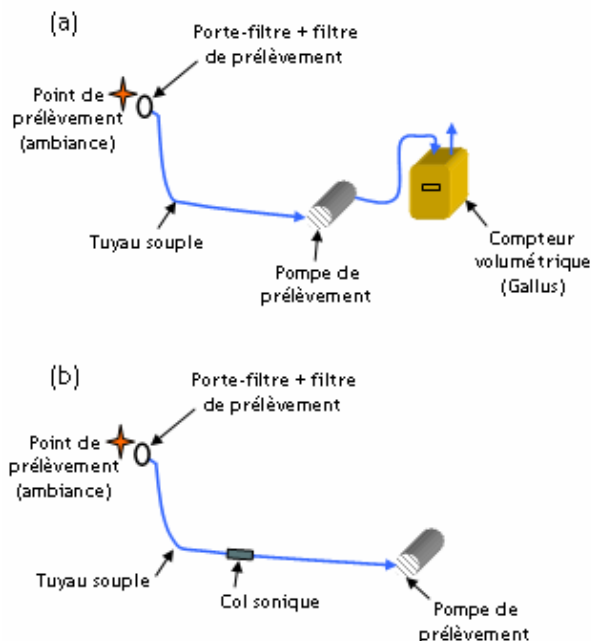 (a)
Porte-filtre + filtre
de prélèvement
Point de
prélèvement
(ambiance)
Tuyau souple
Pompe de
prélèvement
Compteur
volumétrique
(Gallus)
(b)
Porte-filtre + filtre
de prélèvement
Point de
prélèvement
(ambiance)
Tuyau souple
Col sonique
Pompe de
prélèvement